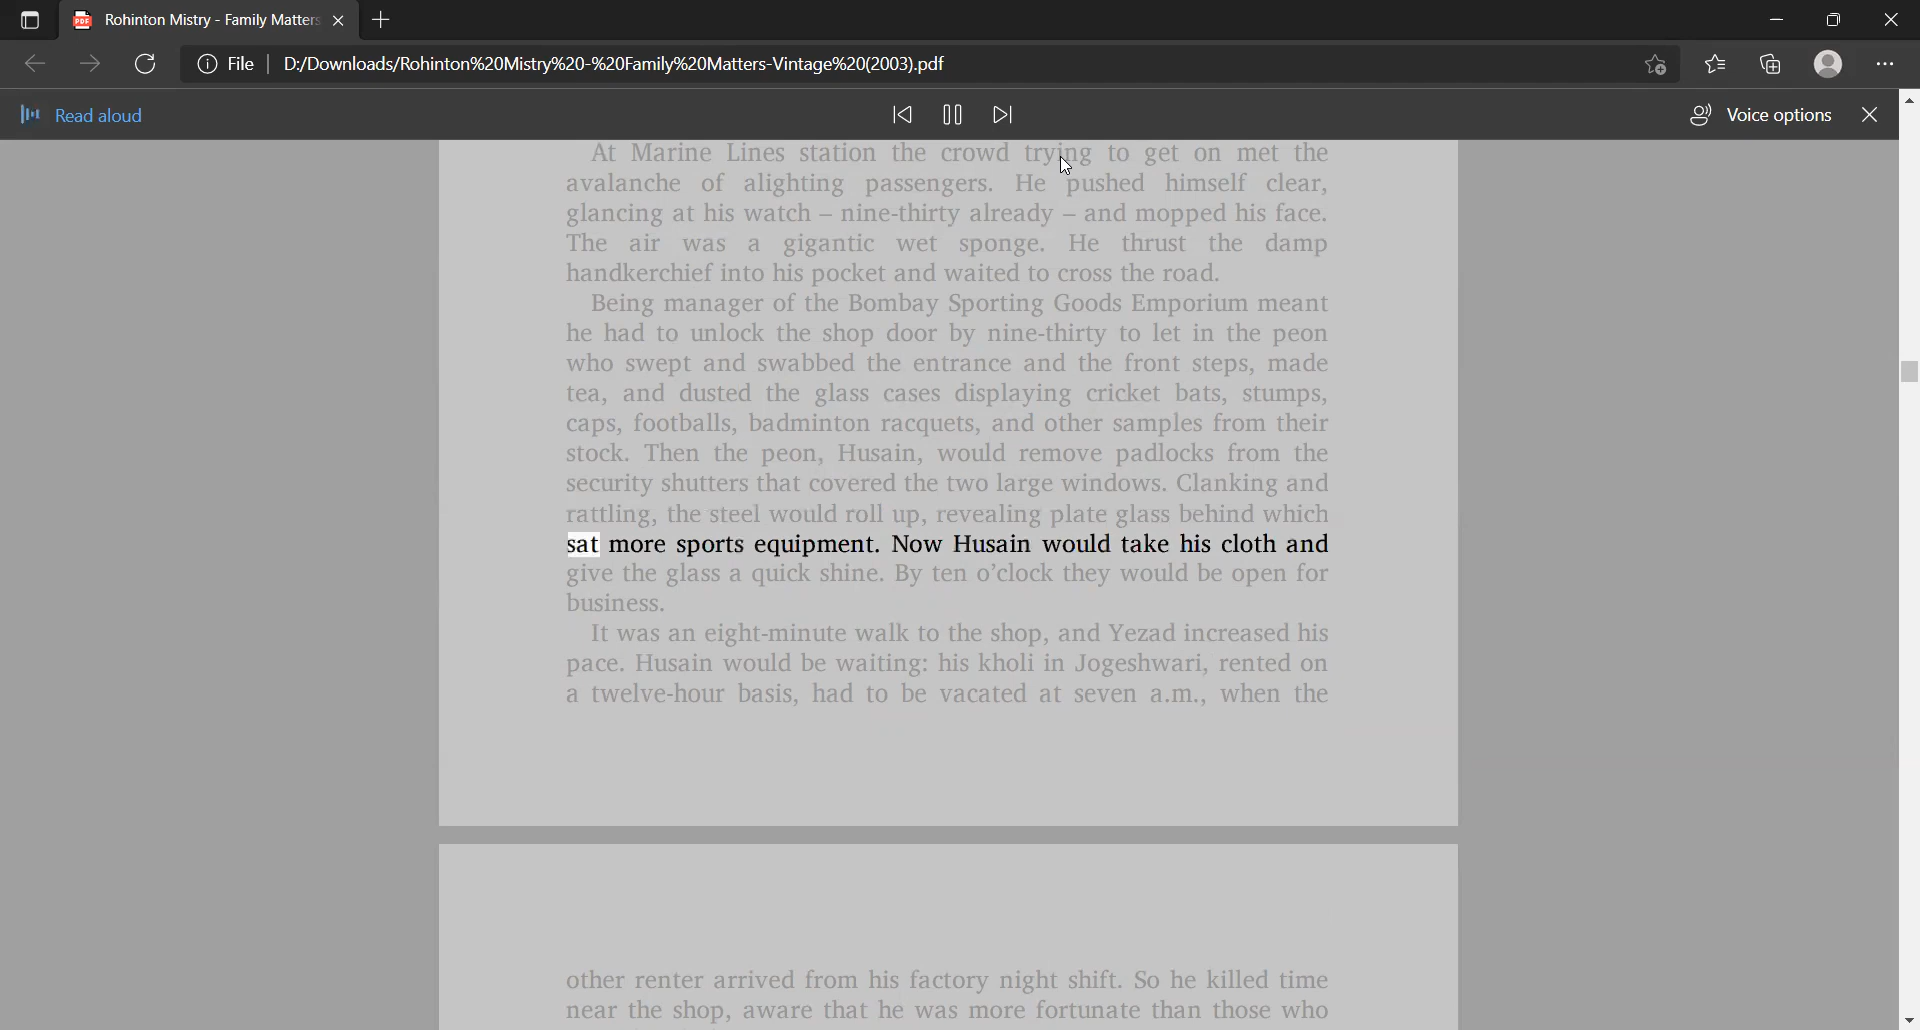 Rohinton Mistry - Family Matters
File
D:/Downloads/Rohinton%20Mistry%20-%20Family%20Matters-Vintage%20(2003).pdf
Read aloud
Voice options
At Marine Lines station the crowd trying to get on met the
avalanche of alighting passengers. He pushed himself clear,
glancing at his watch – nine-thirty already – and mopped his face.
The air was a gigantic wet sponge. He thrust the damp
handkerchief into his pocket and waited to cross the road.
Being manager of the Bombay Sporting Goods Emporium meant
he had to unlock the shop door by nine-thirty to let in the peon
who swept and swabbed the entrance and the front steps, made
tea, and dusted the glass cases displaying cricket bats, stumps,
caps, footballs, badminton racquets, and other samples from their
stock. Then the peon, Husain, would remove padlocks from the
security shutters that covered the two large windows. Clanking and
rattling, the steel would roll up, revealing plate glass behind which
sat more sports equipment. Now Husain would take his cloth and
give the glass a quick shine. By ten o’clock they would be open for
business.
It was an eight-minute walk to the shop, and Yezad increased his
pace. Husain would be waiting: his kholi in Jogeshwari, rented on
a twelve-hour basis, had to be vacated at seven a.m., when the
other renter arrived from his factory night shift. So he killed time
near the shop, aware that he was more fortunate than those who